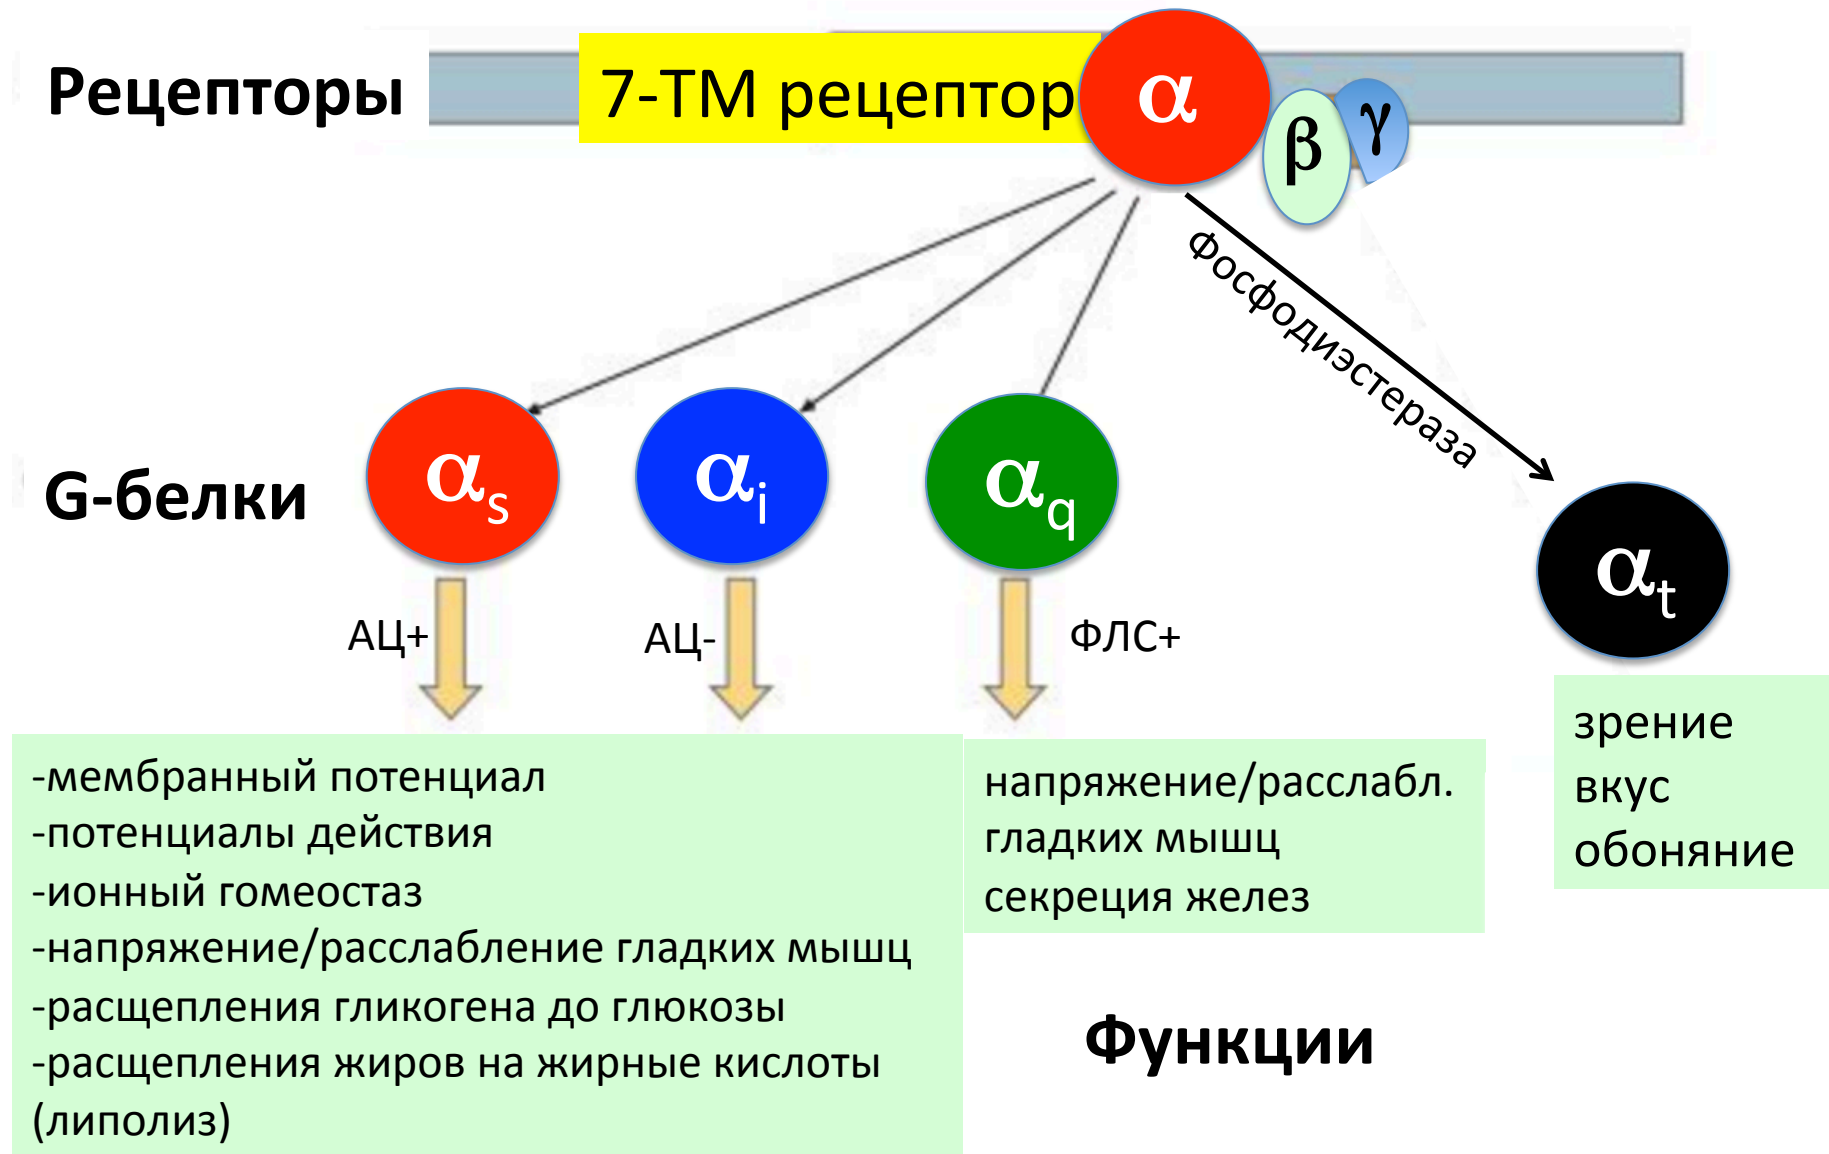 Рецепторы
7-ТМ рецептор
α
β
γ
Фосфодиэстераза
G-белки
αs
αi
αq
αt
АЦ+
АЦ-
ФЛС+
-мембранный потенциал
-потенциалы действия
-ионный гомеостаз
-напряжение/расслабление гладких мышц
-расщепления гликогена до глюкозы
-расщепления жиров на жирные кислоты
(липолиз)
напряжение/расслабл.
гладких мышц
секреция желез
зрение
вкус
обоняние
Функции